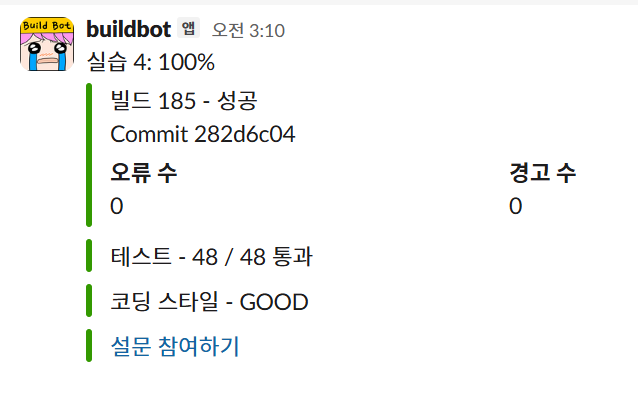 Build Bot
buildbot 앱 오전 3:10
실습 4: 100%
빌드 185 - 성공
Commit 282d6c04
오류 수 경고 수
0 0
테스트 - 48 / 48 통과
코딩 스타일 - GOOD
설문 참여하기